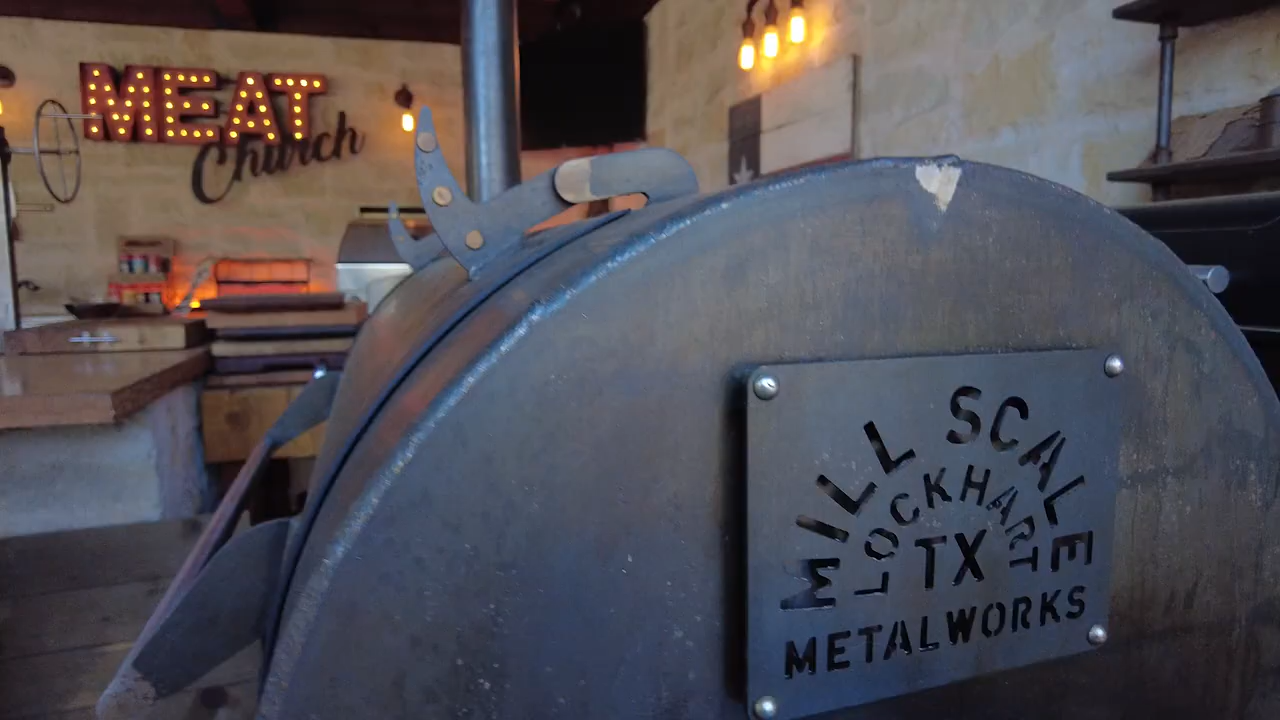 MEAT
Church
MILL SCALE
LOCKHART
TX
METALWORKS